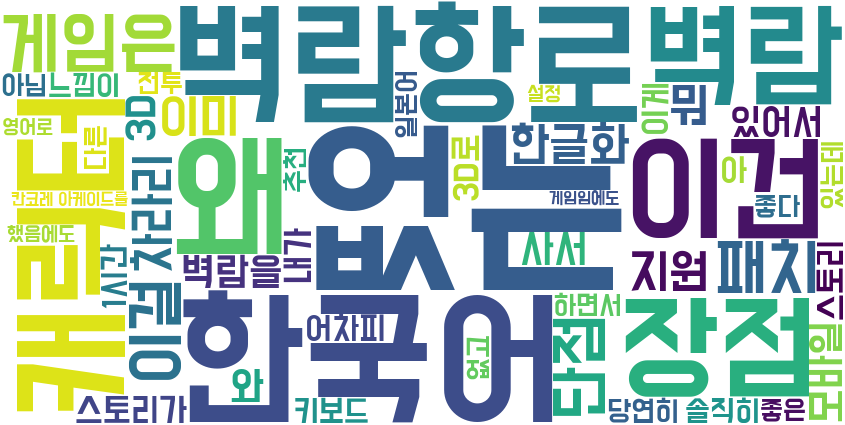 게임은
벽람항로
벽람
아님
느낌이
전투
이미
일본어
설정
이게
뭐
있어서
영어로
다른
3D
캐릭터
왜
없는
추천
3D로
한글화
이건
아
좋다
있는데
칸코레 아케이드를
게임임에도
했음에도
차라리
1시간
이걸
벽람을
내가
사서
지원
패치
스토리
한국어
어차피
하면서
장점
단점
없고
모바일
와
스토리가
키보드
당연히
솔직히
좋은